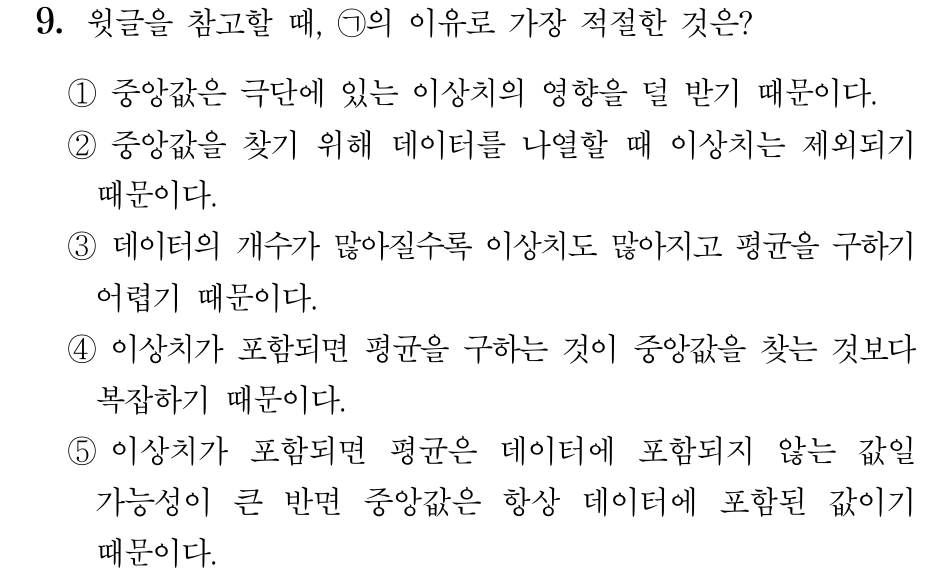 9. 윗글을 참고할 때, ㉠의 이유로 가장 적절한 것은?
① 중앙값은 극단에 있는 이상치의 영향을 덜 받기 때문이다.
② 중앙값을 찾기 위해 데이터를 나열할 때 이상치는 제외되기
때문이다.
③ 데이터의 개수가 많아질수록 이상치도 많아지고 평균을 구하기
어렵기 때문이다.
④ 이상치가 포함되면 평균을 구하는 것이 중앙값을 찾는 것보다
복잡하기 때문이다.
⑤ 이상치가 포함되면 평균은 데이터에 포함되지 않는 값일
가능성이 큰 반면 중앙값은 항상 데이터에 포함된 값이기
때문이다.